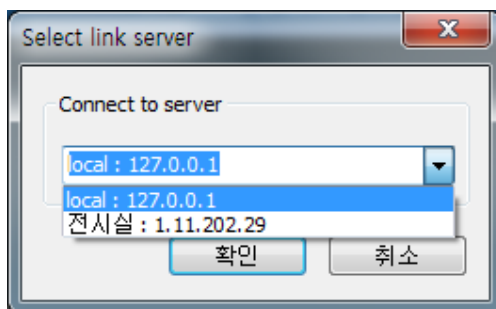 Select link server
Connect to server
local : 127.0.0.1
local : 127.0.0.1
전시실 : 1.11.202.29
확인 취소